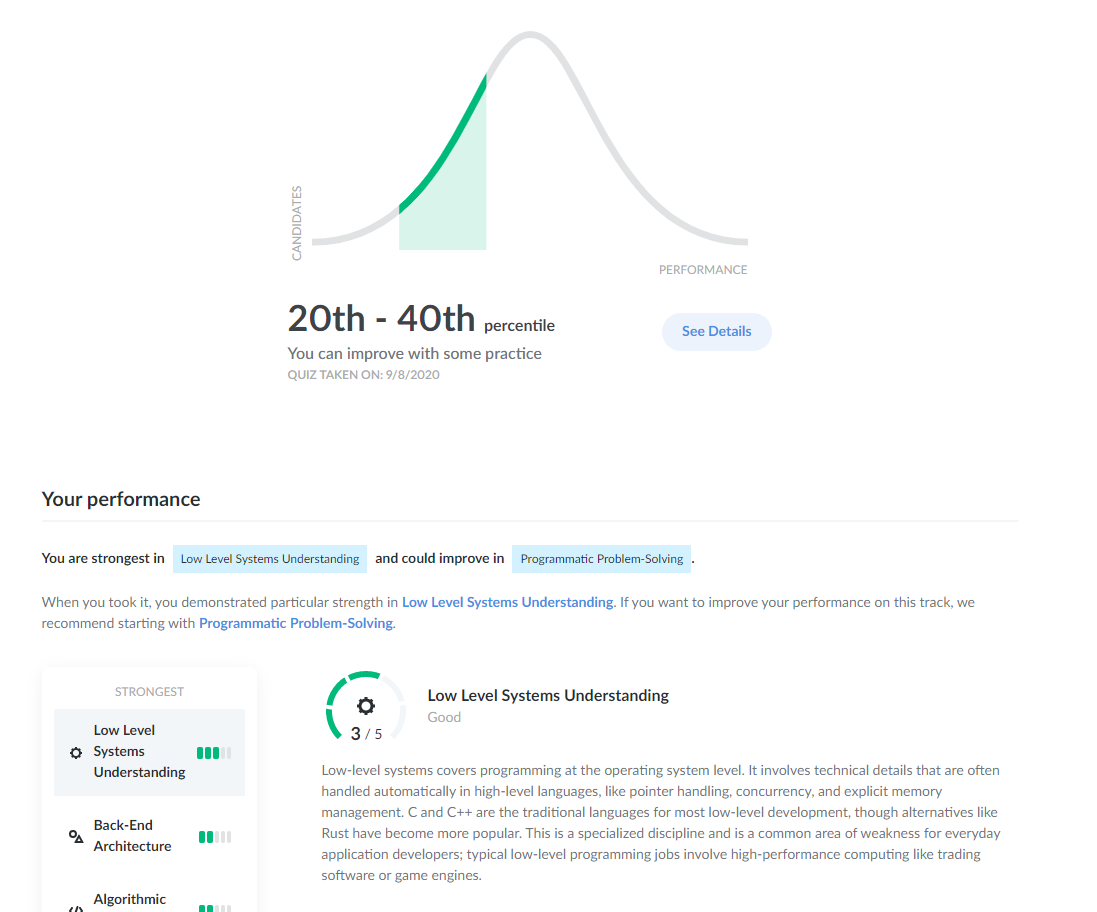 CANDIDATES
PERFORMANCE
20th - 40th percentile
See Details
You can improve with some practice
QUIZ TAKEN ON: 9/8/2020
Your performance
You are strongest in Low Level Systems Understanding and could improve in Programmatic Problem-Solving .
When you took it, you demonstrated particular strength in Low Level Systems Understanding. If you want to improve your performance on this track, we
recommend starting with Programmatic Problem-Solving.
STRONGEST
Low Level
Systems
Understanding
Back-End
Architecture
Algorithmic
3 / 5
Low Level Systems Understanding
Good
Low-level systems covers programming at the operating system level. It involves technical details that are often
handled automatically in high-level languages, like pointer handling, concurrency, and explicit memory
management. C and C++ are the traditional languages for most low-level development, though alternatives like
Rust have become more popular. This is a specialized discipline and is a common area of weakness for everyday
application developers; typical low-level programming jobs involve high-performance computing like trading
software or game engines.